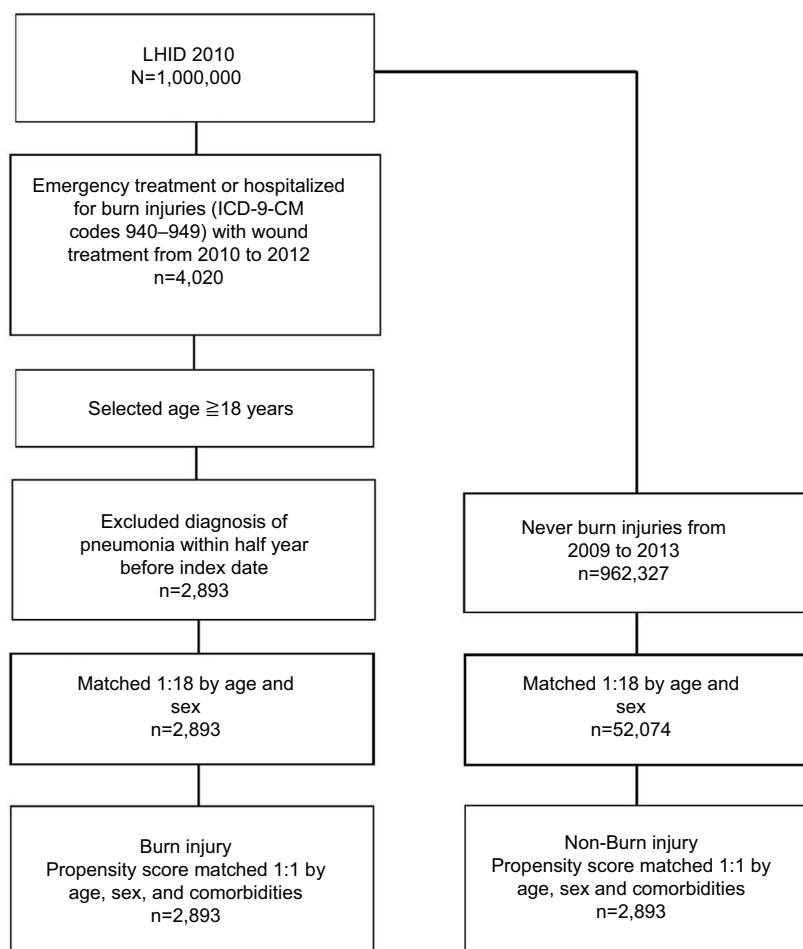 LHID 2010
N=1,000,000
Emergency treatment or hospitalized
for burn injuries (ICD-9-CM
codes 940–949) with wound
treatment from 2010 to 2012
n=4,020
Selected age ≧18 years
Excluded diagnosis of
pneumonia within half year
before index date
n=2,893
Never burn injuries from
2009 to 2013
n=962,327
Matched 1:18 by age and
sex
n=2,893
Matched 1:18 by age and
sex
n=52,074
Burn injury
Propensity score matched 1:1 by
age, sex, and comorbidities
n=2,893
Non-Burn injury
Propensity score matched 1:1 by
age, sex and comorbidities
n=2,893